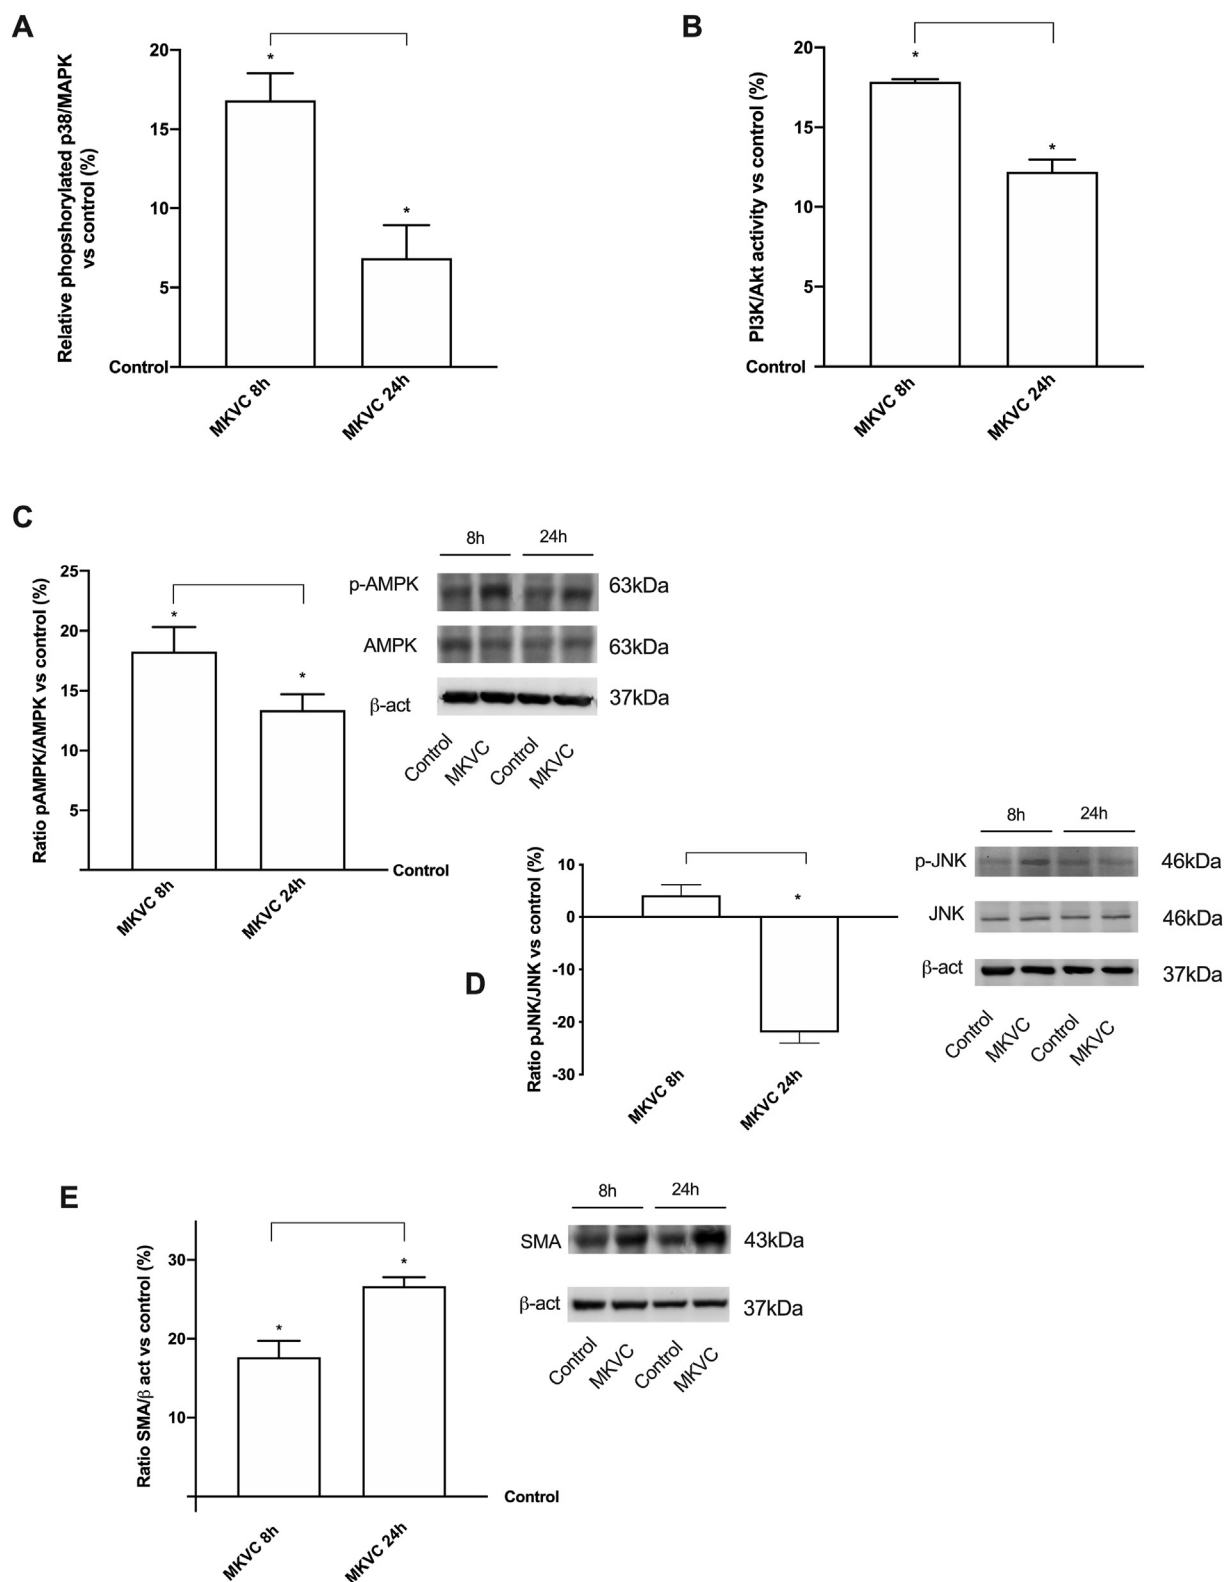 A
Relative phopshorylated p38/MAPK
vs control (%)
20
*
15
10
*
5
Control
MKVC 8h
MKVC 24h
B
PI3K/Akt activity vs control (%)
20
*
15
*
10
5
Control
MKVC 8h
MKVC 24h
C
Ratio pAMPK/AMPK vs control (%)
25
20
*
15
*
10
5
Control
MKVC 8h
MKVC 24h
8h 24h
p-AMPK 63kDa
AMPK 63kDa
β-act 37kDa
Control MKVC Control MKVC
D
Ratio pJNK/JNK vs control (%)
10
*
0
-10
-20
-30
MKVC 8h
MKVC 24h
8h 24h
p-JNK 46kDa
JNK 46kDa
β-act 37kDa
Control MKVC Control MKVC
E
Ratio SMA/β act vs control (%)
30
*
20
*
10
Control
MKVC 8h
MKVC 24h
8h 24h
SMA 43kDa
β-act 37kDa
Control MKVC Control MKVC